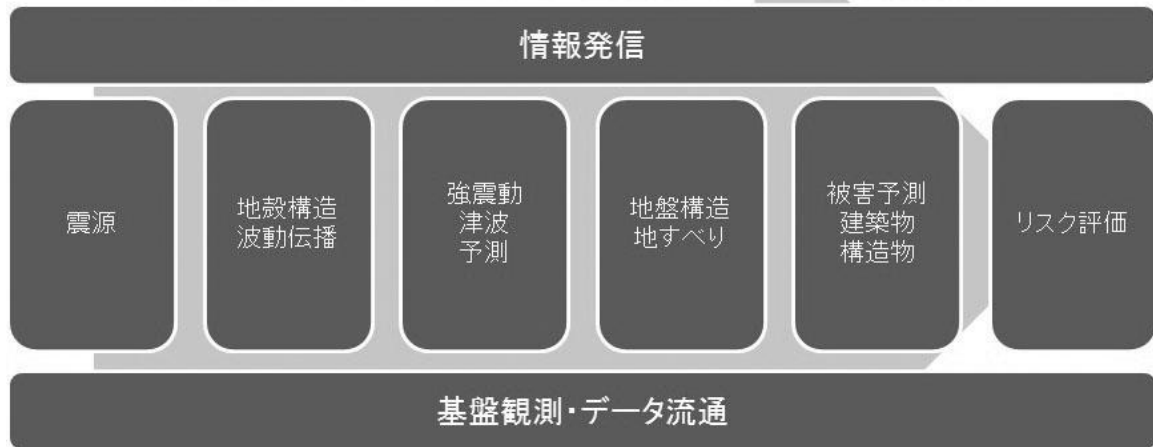 情報発信
震源
地殻構造
波動伝播
強震動
津波
予測
地盤構造
地すべり
被害予測
建築物
構造物
リスク評価
基盤観測・データ流通